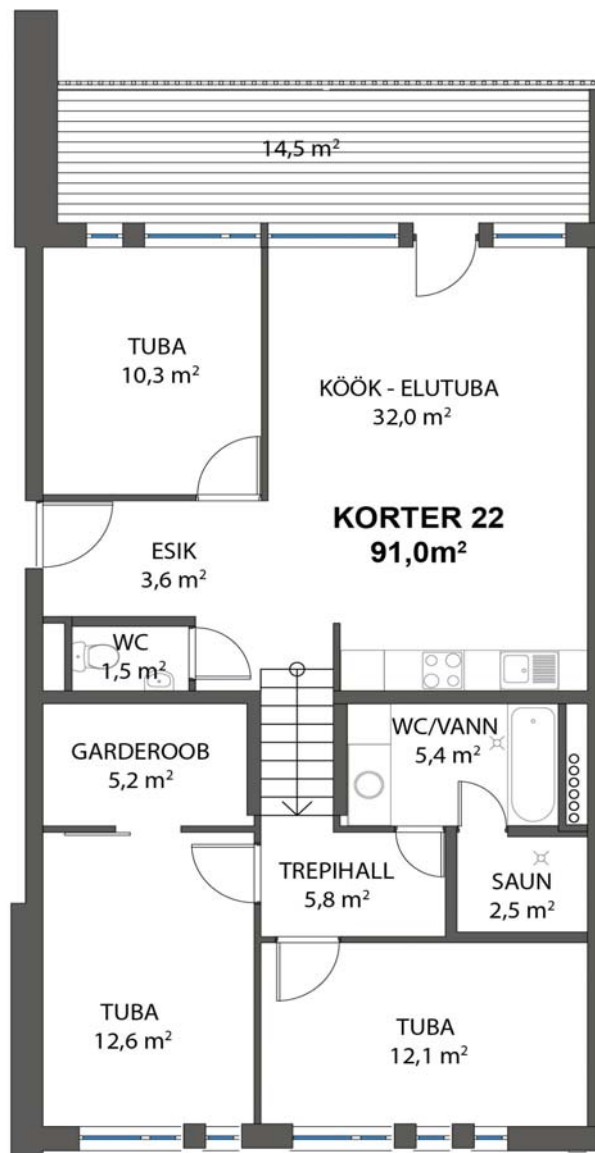 14,5 m²
TUBA
10,3 m²
KÖÖK - ELUTUBA
32,0 m²
KORTER 22
91,0m²
ESIK
3,6 m²
WC
1,5 m²
GARDEROOB
5,2 m²
WC/VANN
5,4 m²
TREPIHALL
5,8 m²
SAUN
2,5 m²
TUBA
12,6 m²
TUBA
12,1 m²